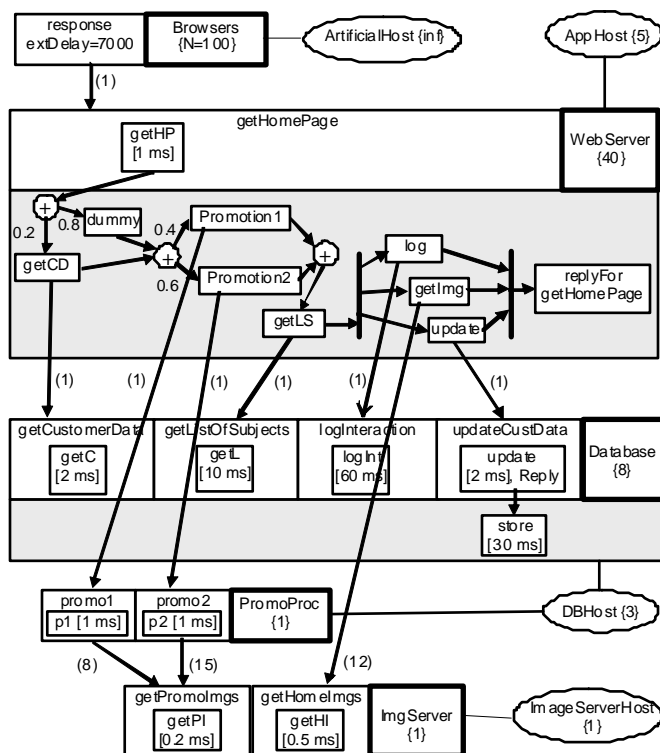 response
extDelay=7000
Browsers
{N=100}
ArtificialHost {inf}
AppHost {5}
(1)
getHomePage
WebServer
{40}
getHP
[1 ms]
+
0.2
0.8
dummy
getCD
+
0.4
0.6
Promotion1
Promotion2
+
getLS
log
getImg
update
replyFor
getHomePage
(1)
(1)
(1)
(1)
(1)
(1)
getCustomerData
getC
[2 ms]
getListOfSubjects
getL
[10 ms]
logInteraction
logInt
[60 ms]
updateCustData
update
[2 ms], Reply
Database
{8}
store
[30 ms]
promo1
p1 [1 ms]
promo2
p2 [1 ms]
PromoProc
{1}
DBHost {3}
(8)
(15)
(12)
getPromoImgs
getPI
[0.2 ms]
getHomeImgs
getHI
[0.5 ms]
ImgServer
{1}
ImageServerHost
{1}